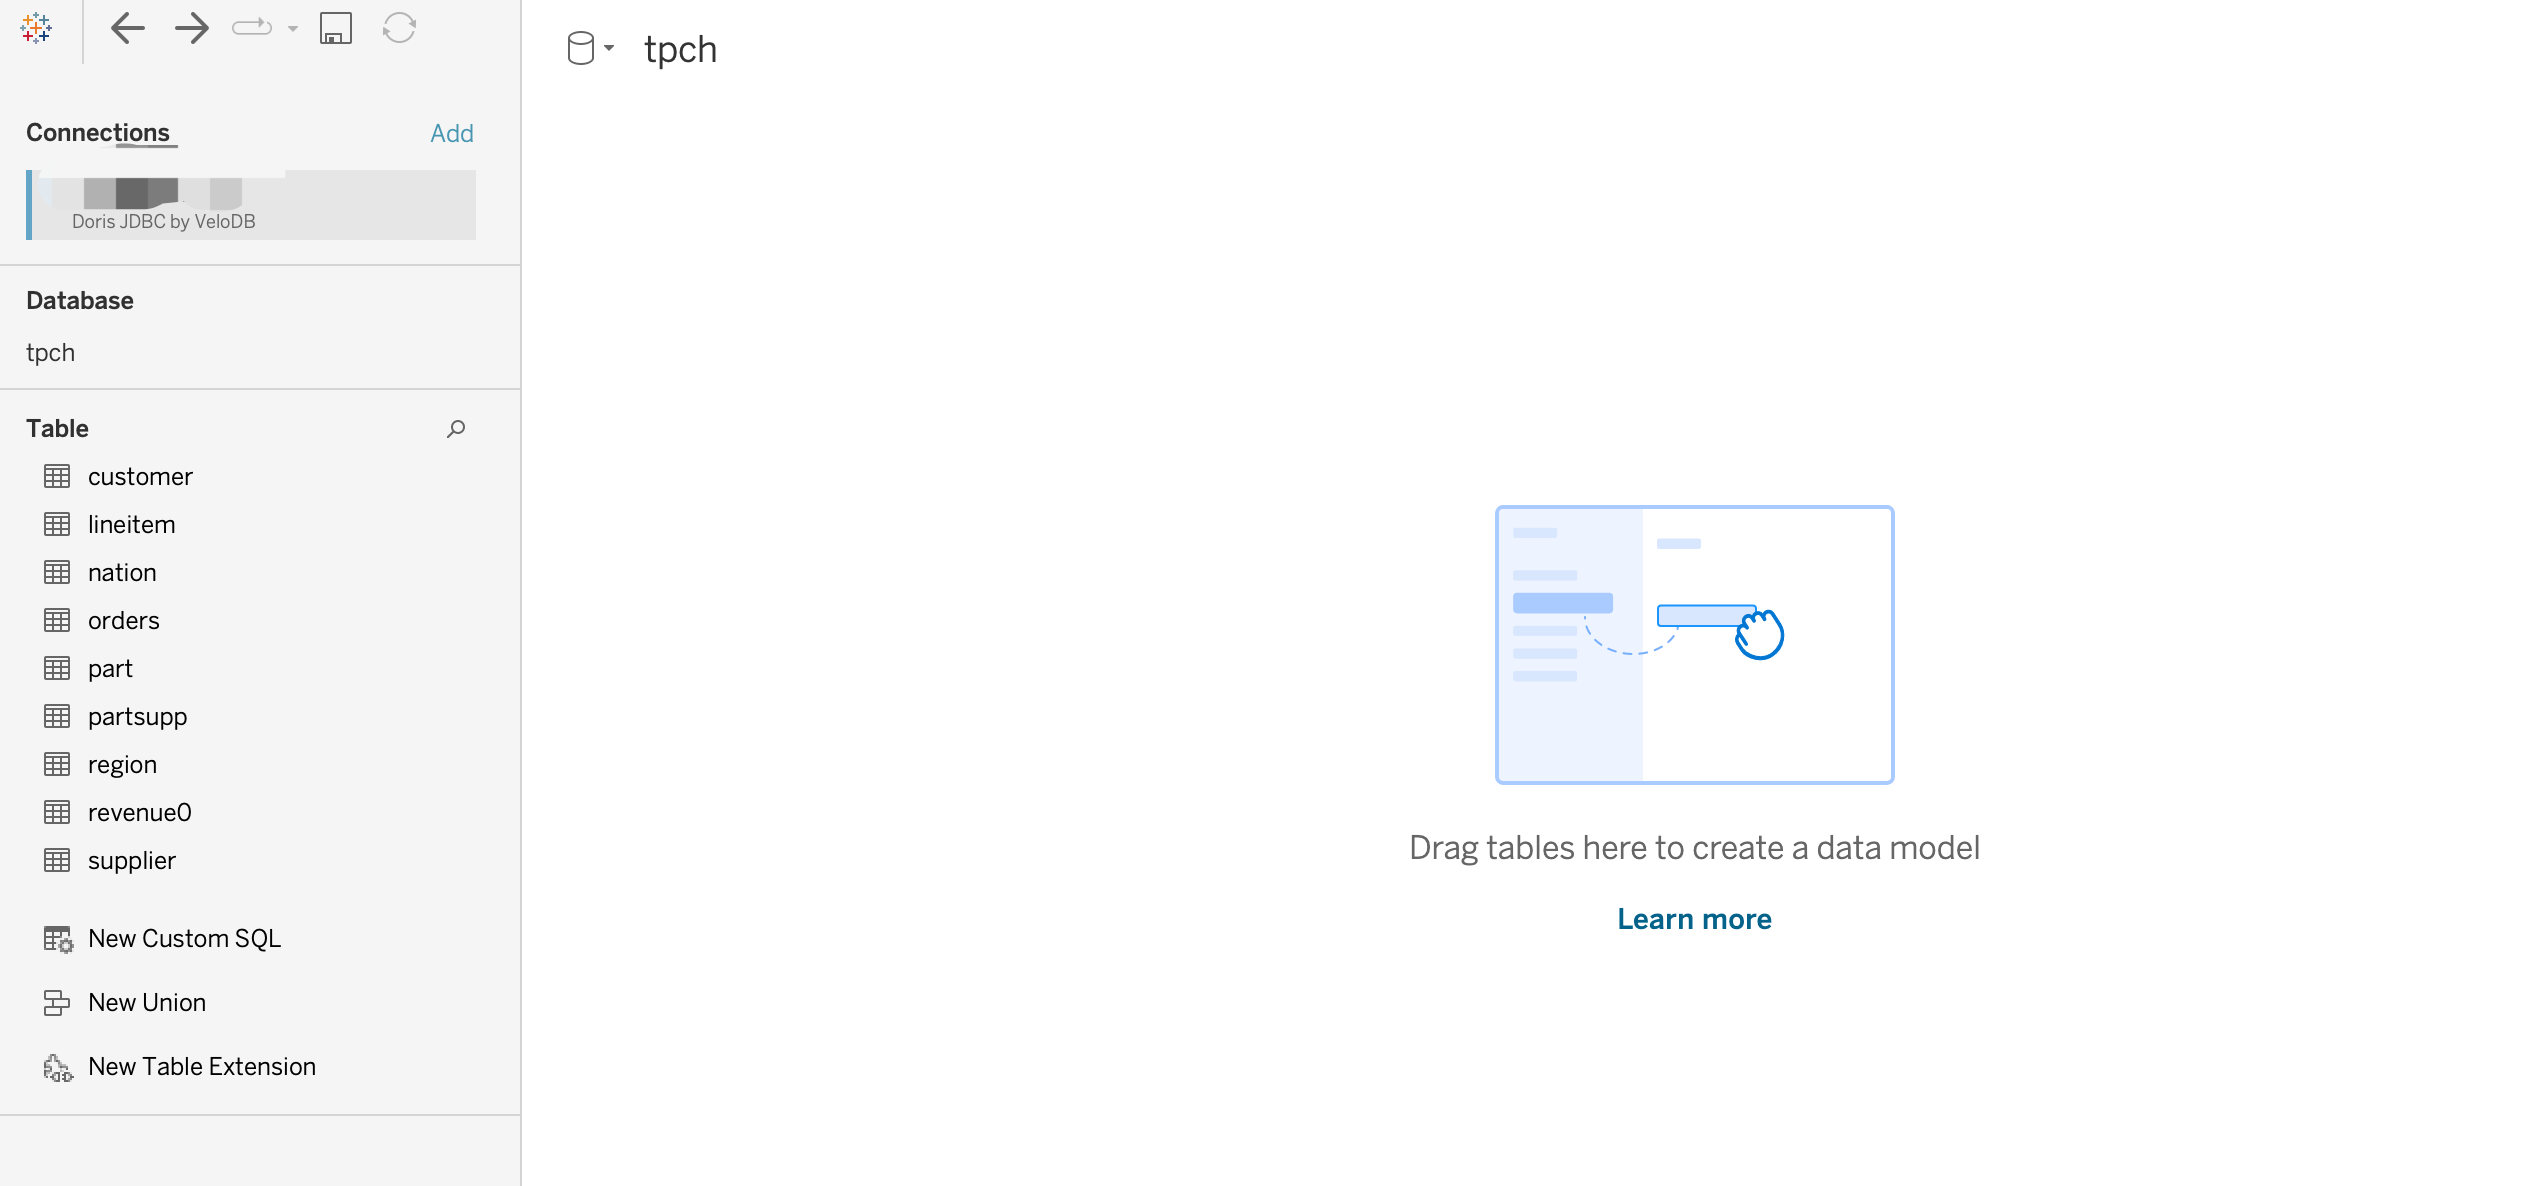 tpch
Connections
Add
Doris JDBC by VeloDB
Database
tpch
Table
customer
lineitem
nation
orders
part
partsupp
region
revenue0
supplier
New Custom SQL
New Union
New Table Extension
Drag tables here to create a data model
Learn more